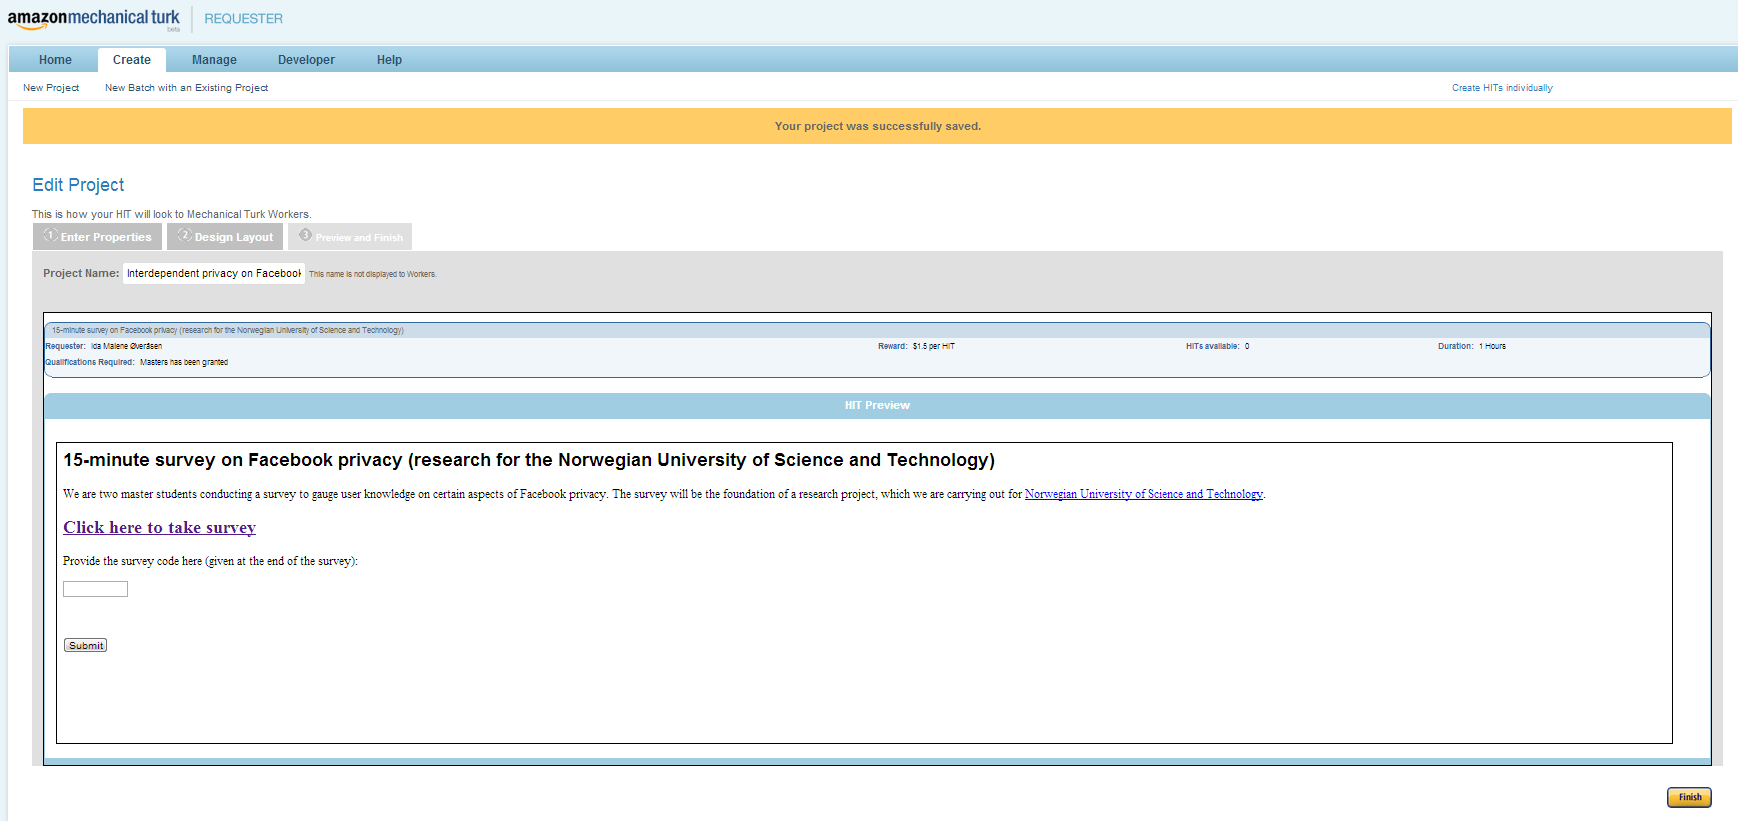 amazonmechanical turk
beta
REQUESTER
Home Create Manage Developer Help
New Project New Batch with an Existing Project Create HITs individually
Your project was successfully saved.
Edit Project
This is how your HIT will look to Mechanical Turk Workers.
1 Enter Properties 2 Design Layout 3 Preview and Finish
Project Name: Interdependent privacy on Facebook This name is not displayed to Workers.
15-minute survey on Facebook privacy (research for the Norwegian University of Science and Technology)
Requester: Ida Malene Øveråsen Reward: $1.5 per HIT HITs available: 0 Duration: 1 Hours
Qualifications Required: Masters has been granted
HIT Preview
15-minute survey on Facebook privacy (research for the Norwegian University of Science and Technology)
We are two master students conducting a survey to gauge user knowledge on certain aspects of Facebook privacy. The survey will be the foundation of a research project, which we are carrying out for Norwegian University of Science and Technology.
Click here to take survey
Provide the survey code here (given at the end of the survey):
Submit
Finish